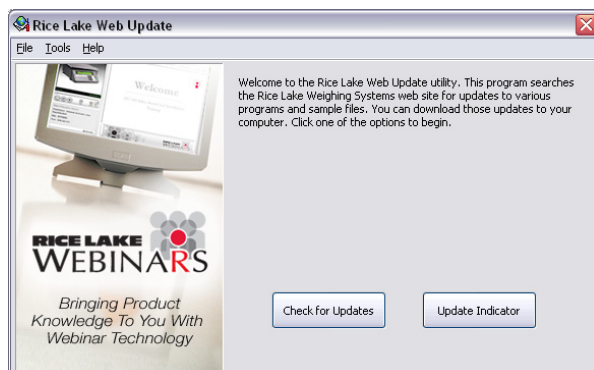 Rice Lake Web Update
File Tools Help
Welcome
Welcome to the Rice Lake Web Update utility. This program searches
the Rice Lake Weighing Systems web site for updates to various
programs and sample files. You can download those updates to your
computer. Click one of the options to begin.
RICE LAKE
WEBINARS
Bringing Product
Knowledge To You With
Webinar Technology
Check for Updates
Update Indicator